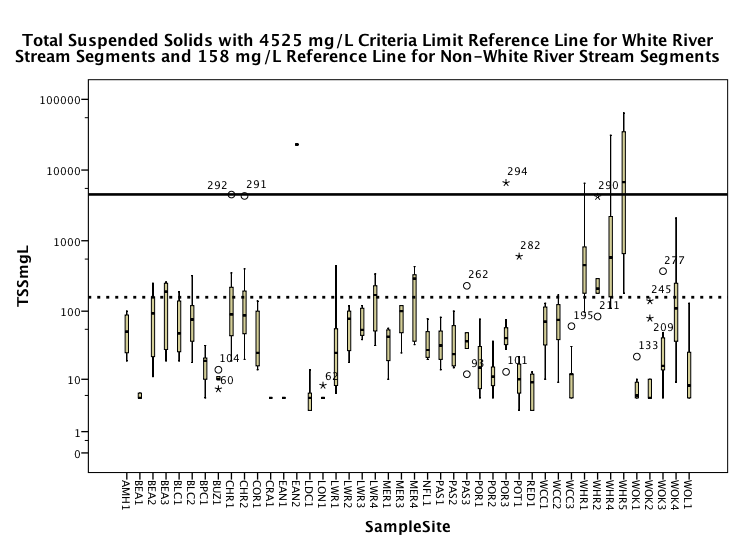 Total Suspended Solids with 4525 mg/L Criteria Limit Reference Line for White River
Stream Segments and 158 mg/L Reference Line for Non-White River Stream Segments
100000
10000
1000
100
10
1
0
TSSmgL
292
291
294
290
282
262
277
245
195
211
209
104
60
62
93
101
133
AMH1
BEA1
BEA2
BEA3
BLC1
BLC2
BPC1
BUZ1
CHR1
CHR2
COR1
CRA1
EAN1
EAN2
LDC1
LON1
LWR1
LWR2
LWR3
LWR4
MER1
MER3
MER4
NFL1
PAS1
PAS2
PAS3
POR1
POR2
POR3
POT1
RED1
WCC1
WCC2
WCC3
WHR1
WHR2
WHR4
WHR5
WOK1
WOK2
WOK3
WOK4
WOL1
SampleSite